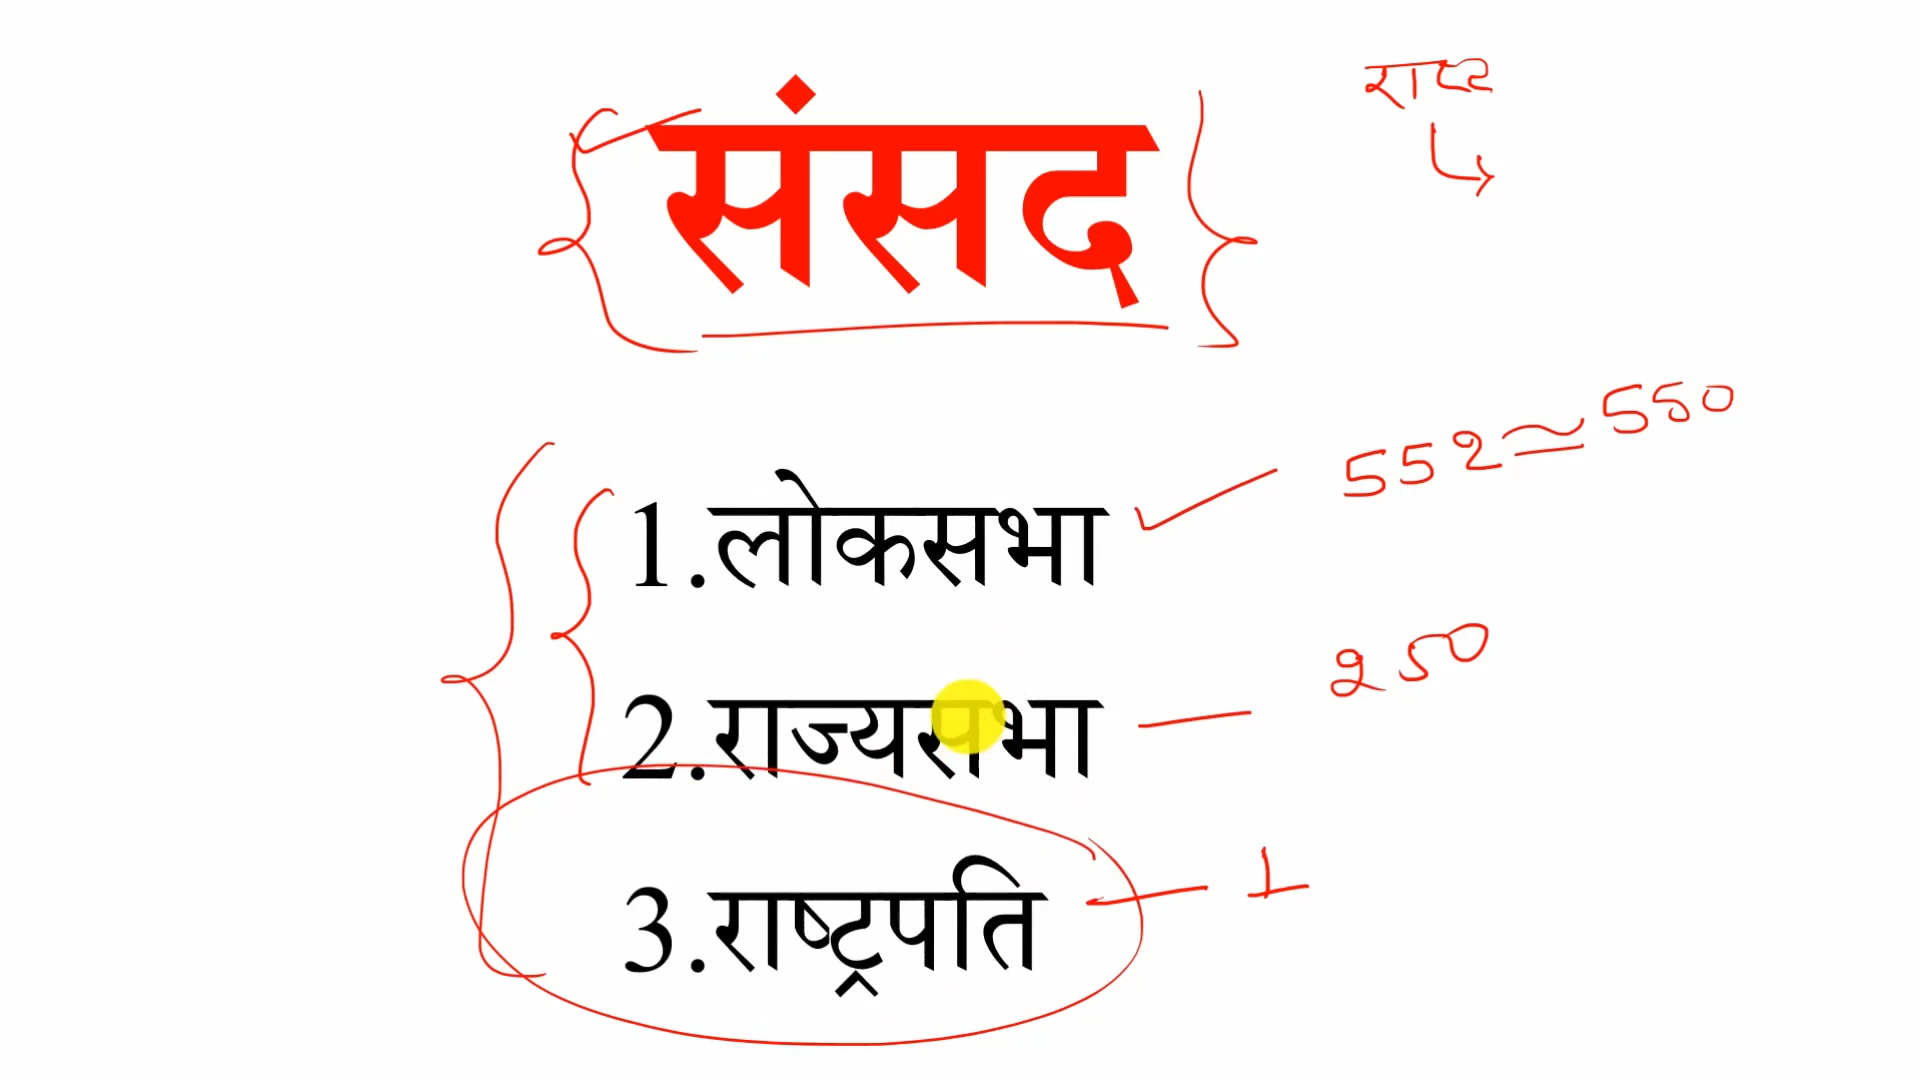 संसद
1.लोकसभा
552≃550
2.राज्यसभा
250
3.राष्ट्रपति
1